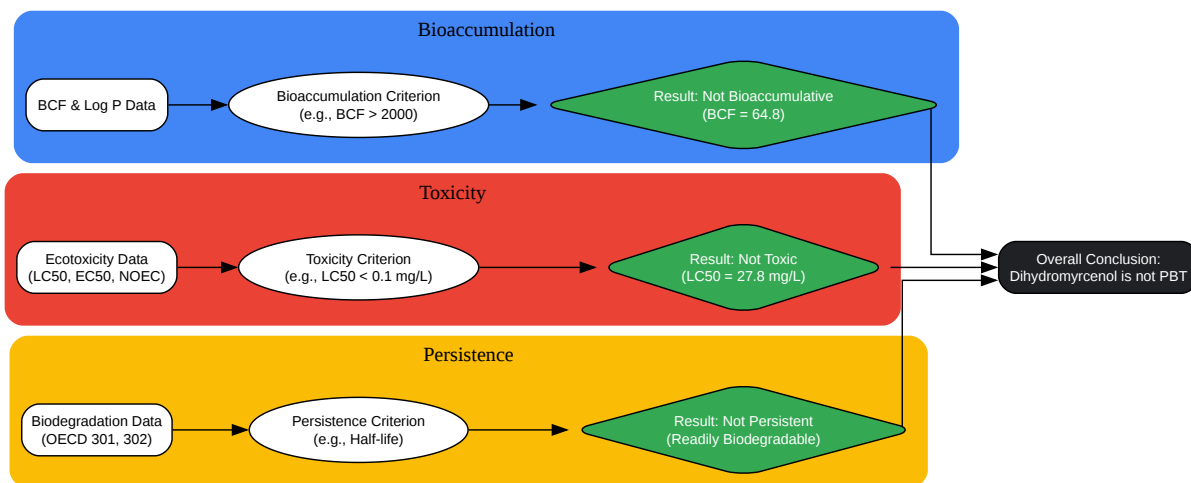 Bioaccumulation
BCF & Log P Data
Bioaccumulation Criterion
(e.g., BCF > 2000)
Result: Not Bioaccumulative
(BCF = 64.8)
Toxicity
Ecotoxicity Data
(LC50, EC50, NOEC)
Toxicity Criterion
(e.g., LC50 < 0.1 mg/L)
Result: Not Toxic
(LC50 = 27.8 mg/L)
Overall Conclusion:
Dihydromyrcenol is not PBT
Persistence
Biodegradation Data
(OECD 301, 302)
Persistence Criterion
(e.g., Half-life)
Result: Not Persistent
(Readily Biodegradable)